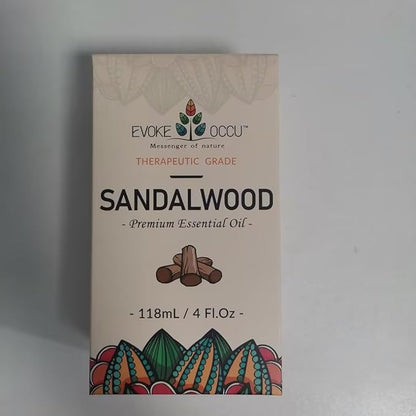 EVOKE OCCU™
Messenger of nature
THERAPEUTIC GRADE
SANDALWOOD
- Premium Essential Oil -
- 118mL / 4 Fl.Oz -